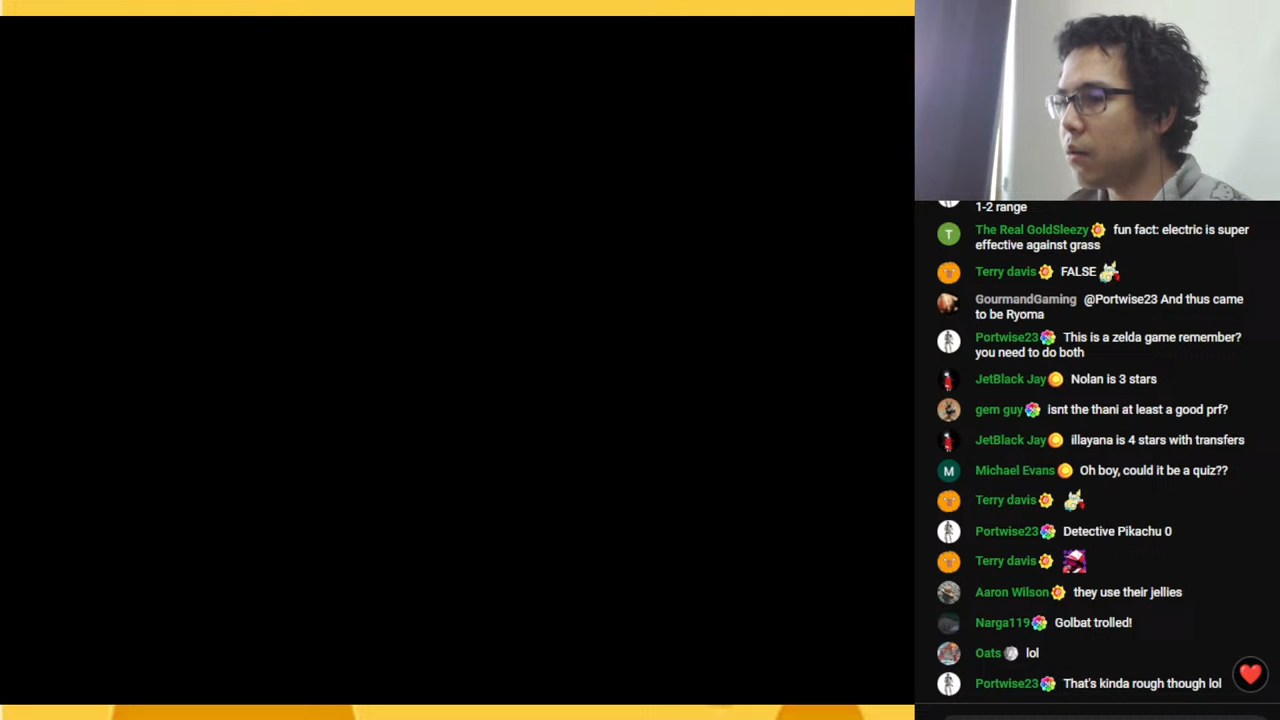 1-2 range
The Real GoldSleezy fun fact: electric is super
effective against grass
T
Terry davis FALSE
GourmandGaming @Portwise23 And thus came
to be Ryoma
Portwise23 This is a zelda game remember?
you need to do both
JetBlack Jay Nolan is 3 stars
gem guy isnt the thani at least a good prf?
JetBlack Jay illayana is 4 stars with transfers
M
Michael Evans Oh boy, could it be a quiz??
Terry davis
Portwise23 Detective Pikachu 0
Terry davis
Aaron Wilson they use their jellies
Narga119 Golbat trolled!
Oats lol
Portwise23 That's kinda rough though lol